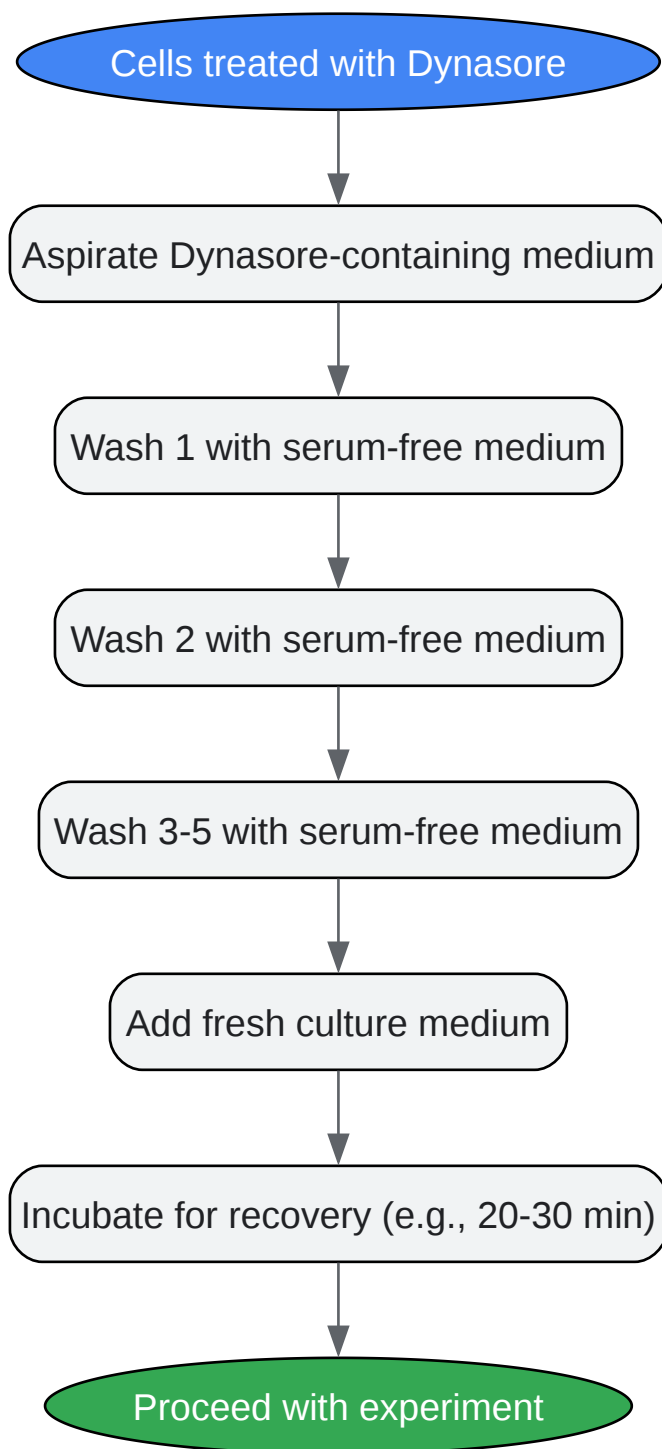 Cells treated with Dynasore
Aspirate Dynasore-containing medium
Wash 1 with serum-free medium
Wash 2 with serum-free medium
Wash 3-5 with serum-free medium
Add fresh culture medium
Incubate for recovery (e.g., 20-30 min)
Proceed with experiment